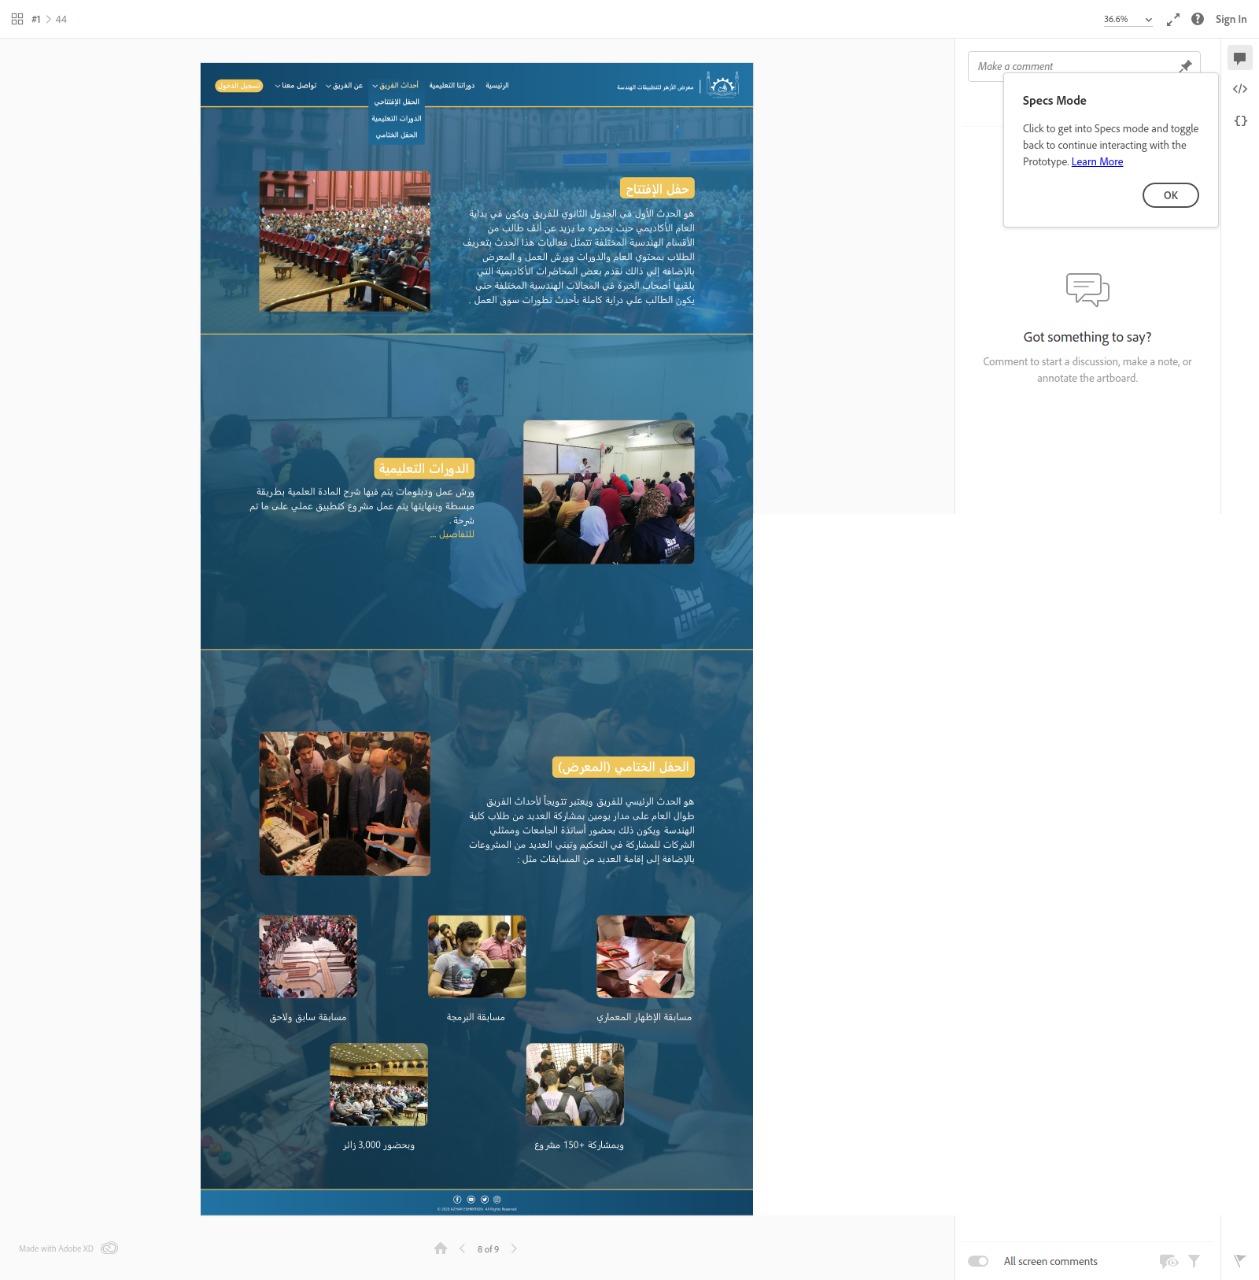 #1 > 44
36.6%
Sign In
معرض الأزهر للتطبيقات الهندسة
الرئيسية
دوراتنا التعليمية
أحداث الفريق
عن الفريق
تواصل معنا
تسجيل الدخول
الحفل الإفتتاحي
الدورات التعليمية
الحفل الختامي
حفل الإفتتاح
هو الحدث الأول في الجدول الثانوي للفريق ويكون في بداية
العام الأكاديمي حيث يحضره ما يزيد عن ألف طالب من
الأقسام الهندسية المختلفة تتمثل فعاليات هذا الحدث بتعريف
الطلاب بمحتوي العام والدورات وورش العمل و المعرض
بالإضافه إلي ذالك نقدم بعض المحاضرات الأكاديمية التي
يلقيها أصحاب الخبرة في المجالات الهندسية المختلفة حتي
يكون الطالب علي دراية كاملة بأحدث تطورات سوق العمل .
الدورات التعليمية
ورش عمل ودبلومات يتم فيها شرح المادة العلمية بطريقة
مبسطة وبنهايتها يتم عمل مشروع كتطبيق عملي على ما تم
شرحة .
للتفاصيل ...
الحفل الختامي (المعرض)
هو الحدث الرئيسي للفريق ويعتبر تتويجاً لأحداث الفريق
طوال العام على مدار يومين بمشاركة العديد من طلاب كلية
الهندسة ويكون ذلك بحضور أساتذة الجامعات وممثلي
الشركات للمشاركة في التحكيم وتبني العديد من المشروعات
بالإضافة إلى إقامة العديد من المسابقات مثل :
مسابقة الإظهار المعماري
مسابقة البرمجة
مسابقة سابق ولاحق
وبمشاركة +150 مشروع
وبحضور 3,000 زائر
Make a comment
Specs Mode
Click to get into Specs mode and toggle
back to continue interacting with the
Prototype. Learn More
OK
Got something to say?
Comment to start a discussion, make a note, or
annotate the artboard.
Made with Adobe XD
8 of 9
All screen comments